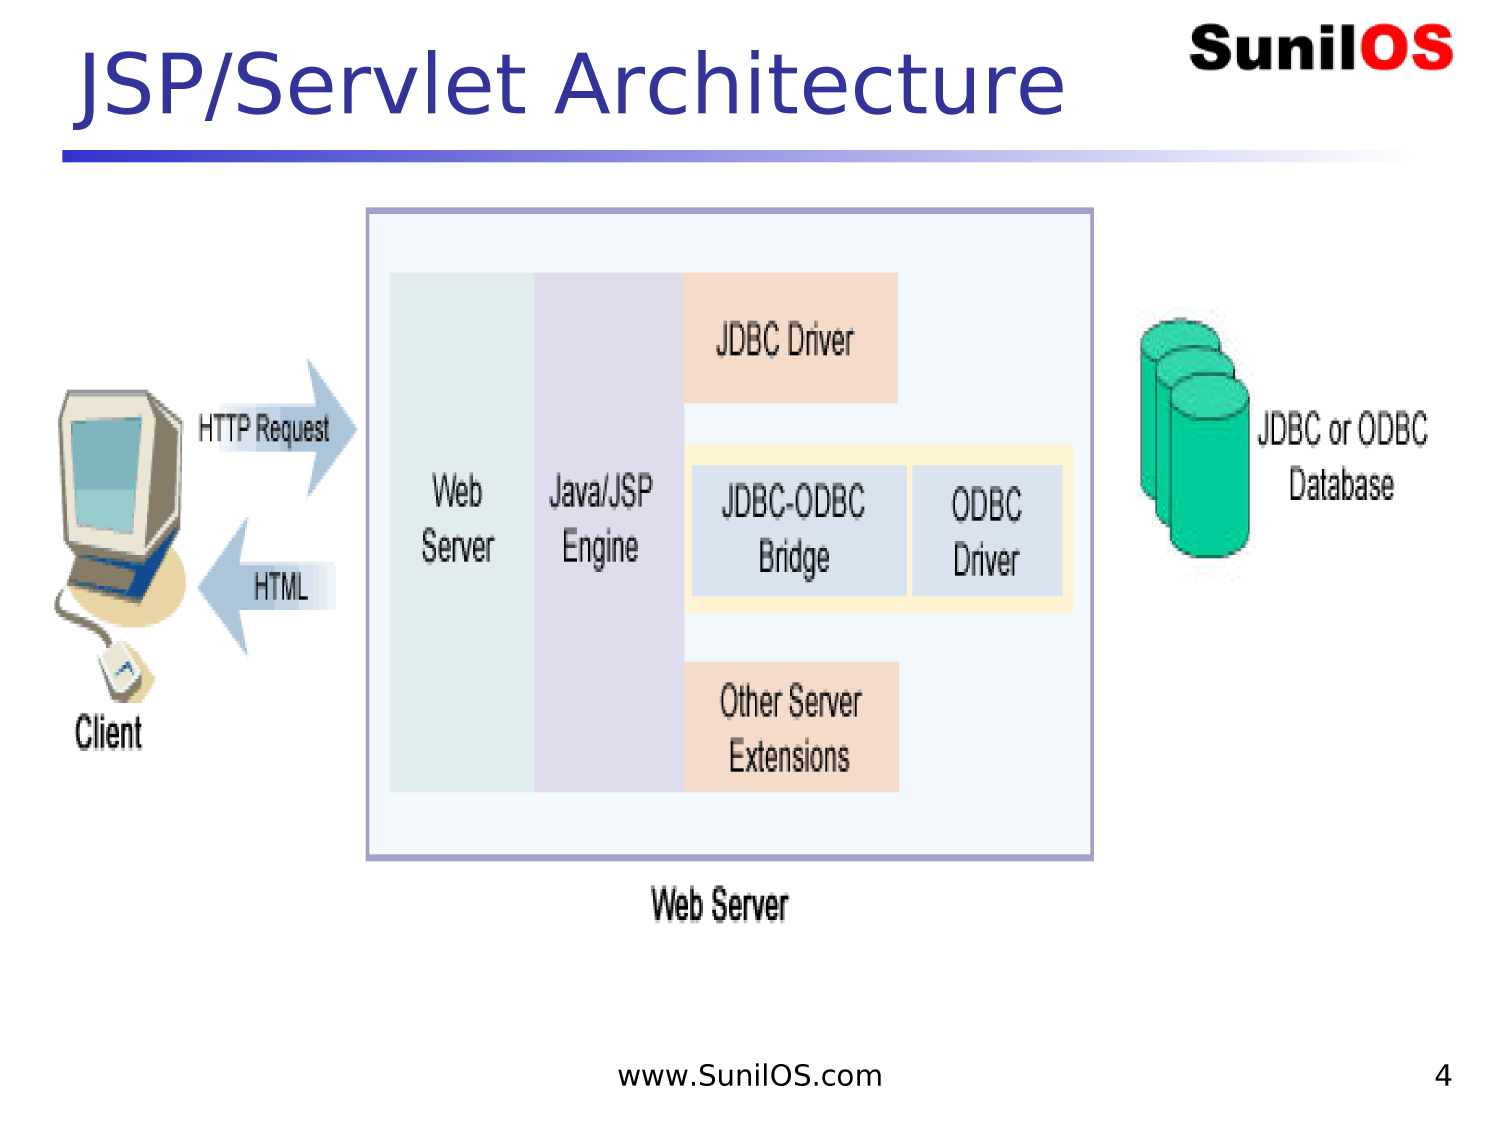 JSP/Servlet Architecture
SunilOS
HTTP Request
HTML
Client
Web
Server
Java/JSP
Engine
JDBC Driver
JDBC-ODBC
Bridge
ODBC
Driver
Other Server
Extensions
JDBC or ODBC
Database
Web Server
www.SunilOS.com
4